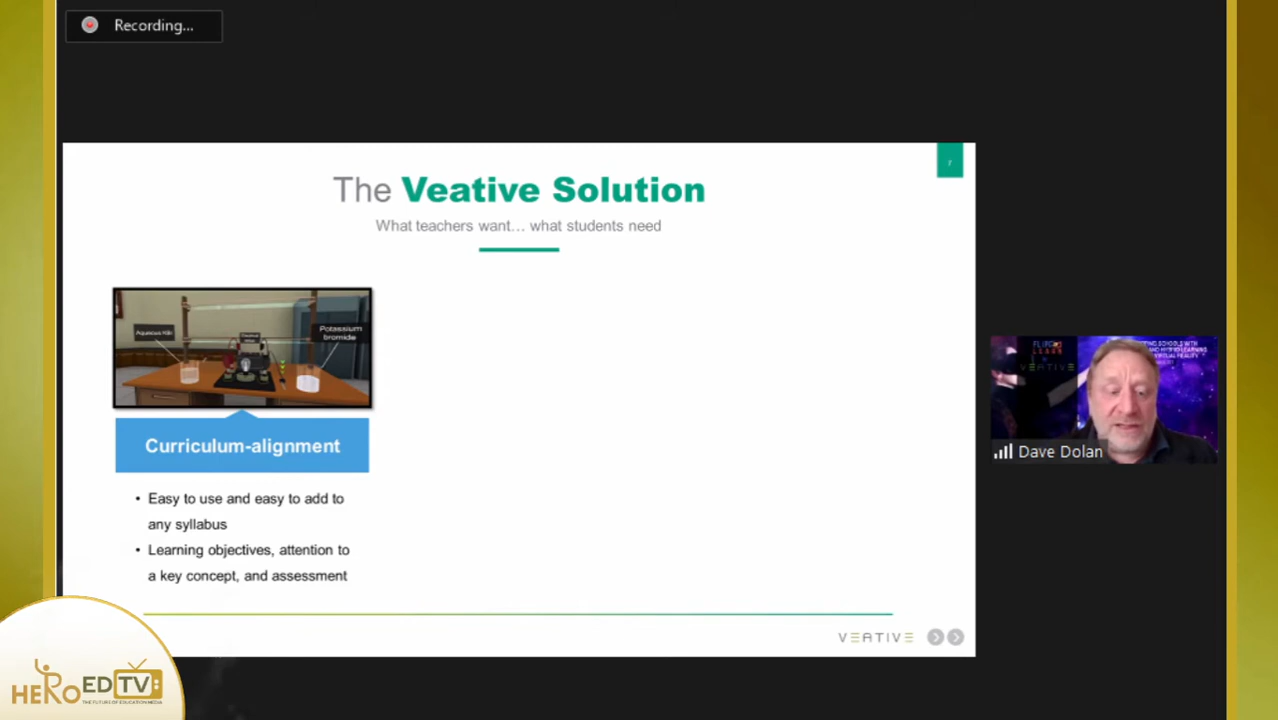 Recording...
The Veative Solution
7
What teachers want... what students need
Potassium
bromide
Curriculum-alignment
• Easy to use and easy to add to
any syllabus
• Learning objectives, attention to
a key concept, and assessment
VEATIVE
Dave Dolan
HEROEDTV
THE FUTURE OF EDUCATION MEDIA